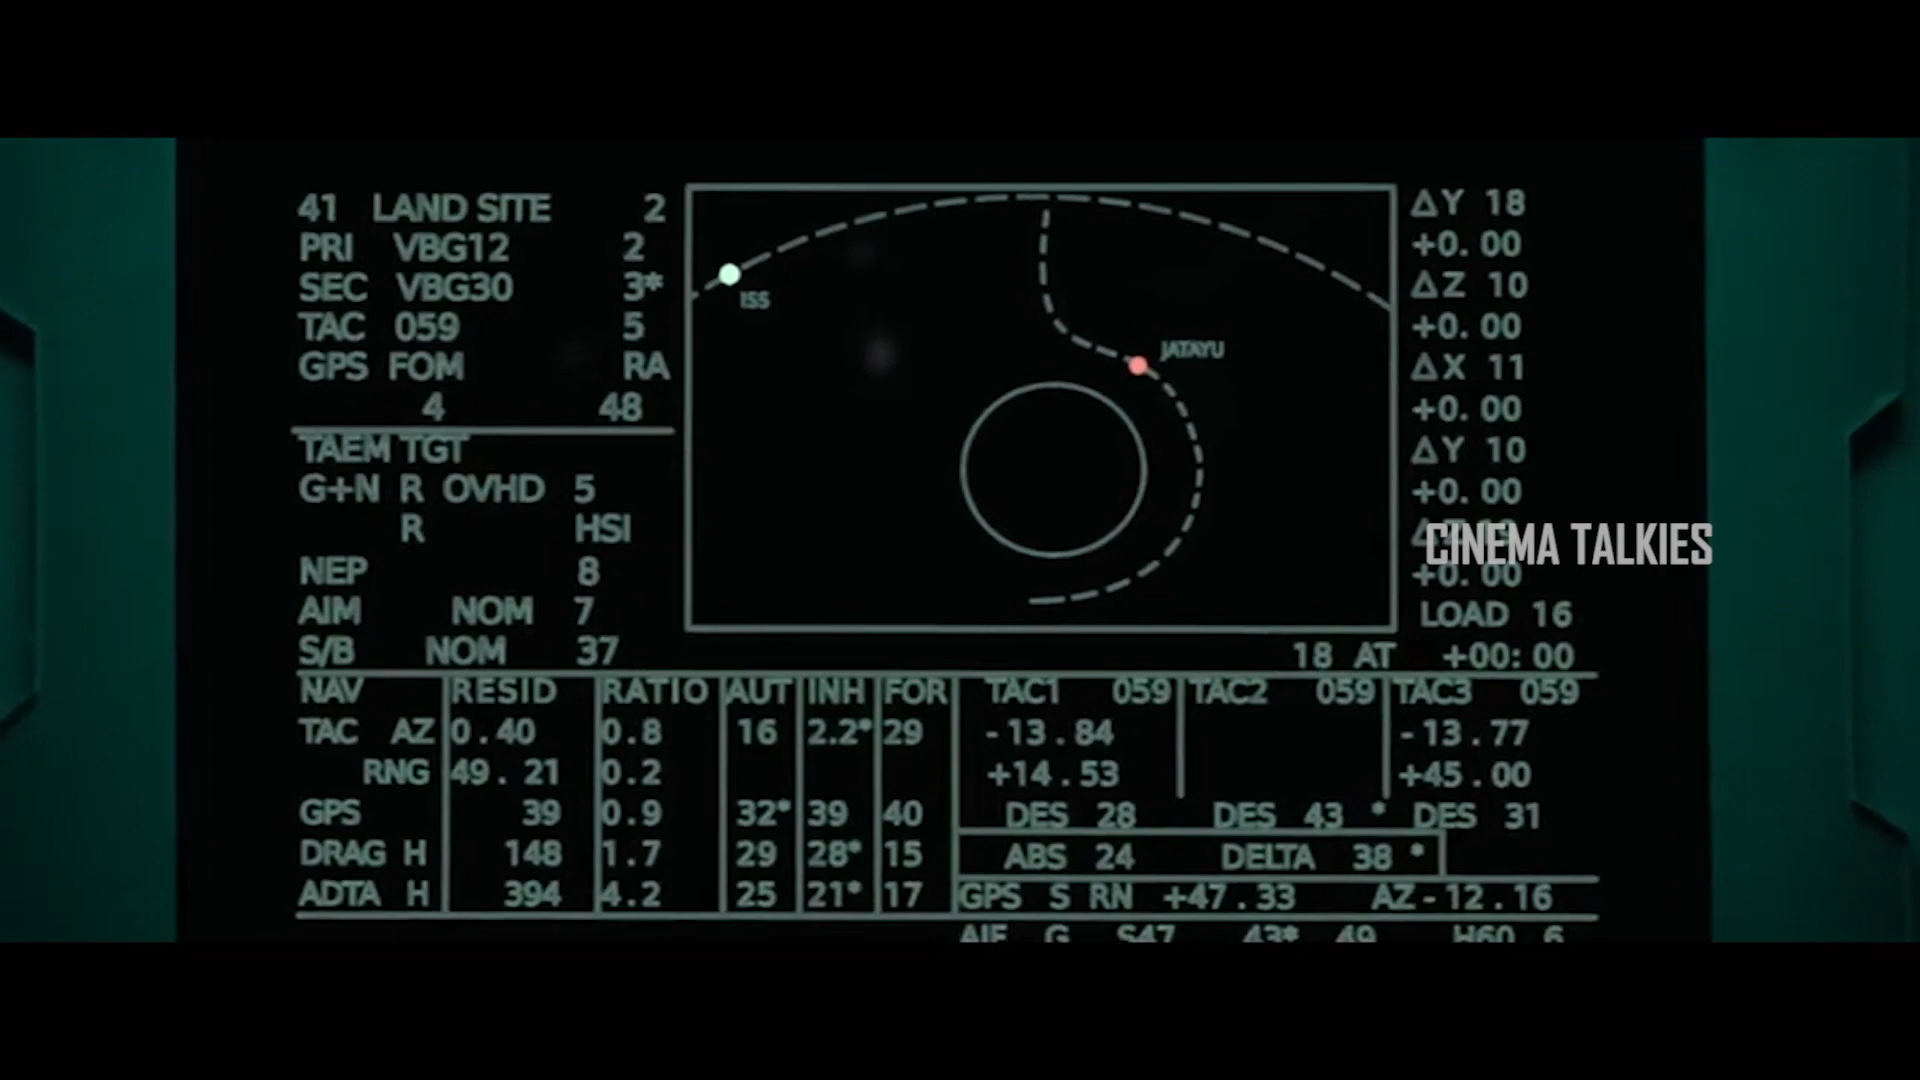 41 LAND SITE 2
PRI VBG12 2
SEC VBG30 3*
TAC 059 5
GPS FOM RA
4 48
TAEM TGT
G+N R OVHD 5
R HSI
NEP 8
AIM NOM 7
S/B NOM 37
ISS
JATAYU
ΔY 18
+0. 00
ΔZ 10
+0. 00
ΔX 11
+0. 00
ΔY 10
+0. 00
CINEMA TALKIES
+0. 00
LOAD 16
18 AT +00: 00
NAV RESID RATIO AUT INH FOR
TAC AZ 0.40 0.8 16 2.2* 29
RNG 49. 21 0.2
GPS 39 0.9 32* 39 40
DRAG H 148 1.7 29 28* 15
ADTA H 394 4.2 25 21* 17
TAC1 059 TAC2 059 TAC3 059
-13.84 -13.77
+14.53 +45.00
DES 28 DES 43 * DES 31
ABS 24 DELTA 38 *
GPS S RN +47.33 AZ-12.16